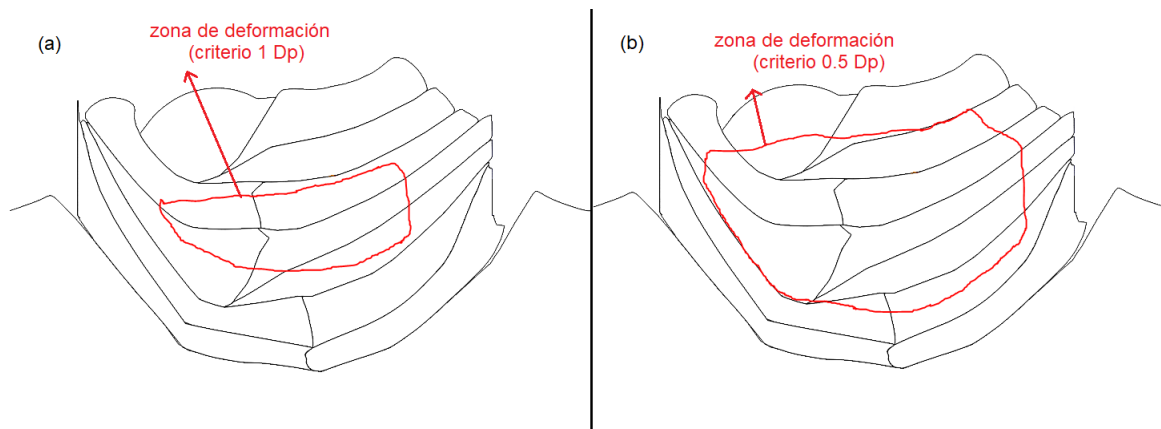 (a)
zona de deformación
(criterio 1 Dp)
(b)
zona de deformación
(criterio 0.5 Dp)